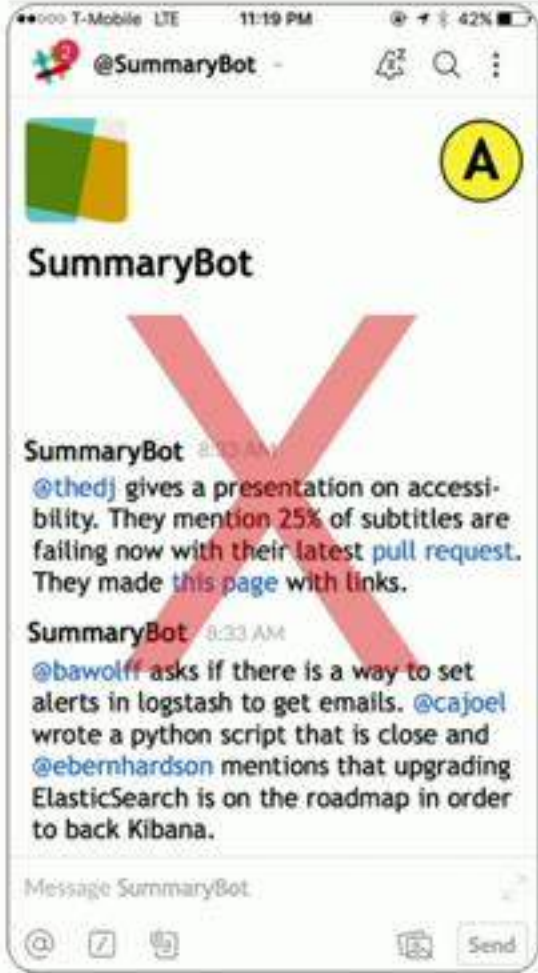 T-Mobile LTE 11:19 PM 42%
2
@SummaryBot
A
SummaryBot
SummaryBot 8:33 AM
@thedj gives a presentation on accessi-
bility. They mention 25% of subtitles are
failing now with their latest pull request.
They made this page with links.
SummaryBot 8:33 AM
@bawolff asks if there is a way to set
alerts in logstash to get emails. @cajoel
wrote a python script that is close and
@ebernhardson mentions that upgrading
ElasticSearch is on the roadmap in order
to back Kibana.
Message SummaryBot
@ Send